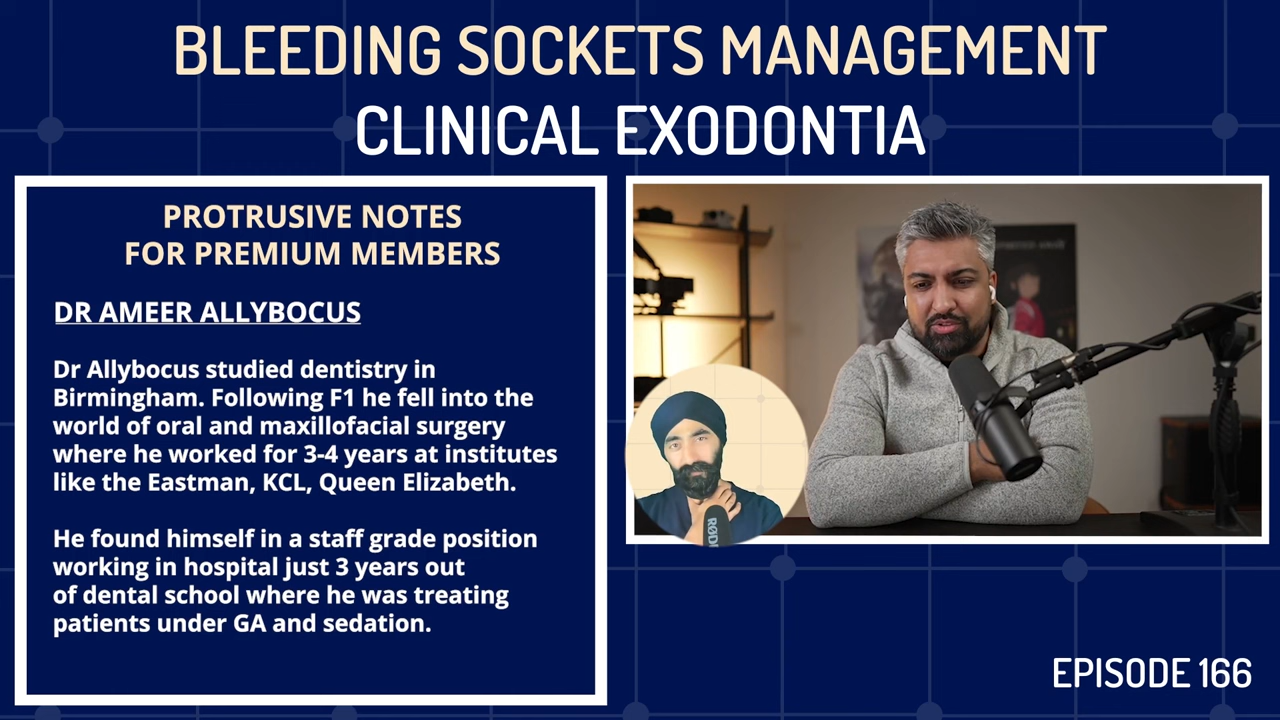 BLEEDING SOCKETS MANAGEMENT
CLINICAL EXODONTIA
PROTRUSIVE NOTES
FOR PREMIUM MEMBERS
DR AMEER ALLYBOCUS
Dr Allybocus studied dentistry in
Birmingham. Following F1 he fell into the
world of oral and maxillofacial surgery
where he worked for 3-4 years at institutes
like the Eastman, KCL, Queen Elizabeth.
He found himself in a staff grade position
working in hospital just 3 years out
of dental school where he was treating
patients under GA and sedation.
RØDE
EPISODE 166